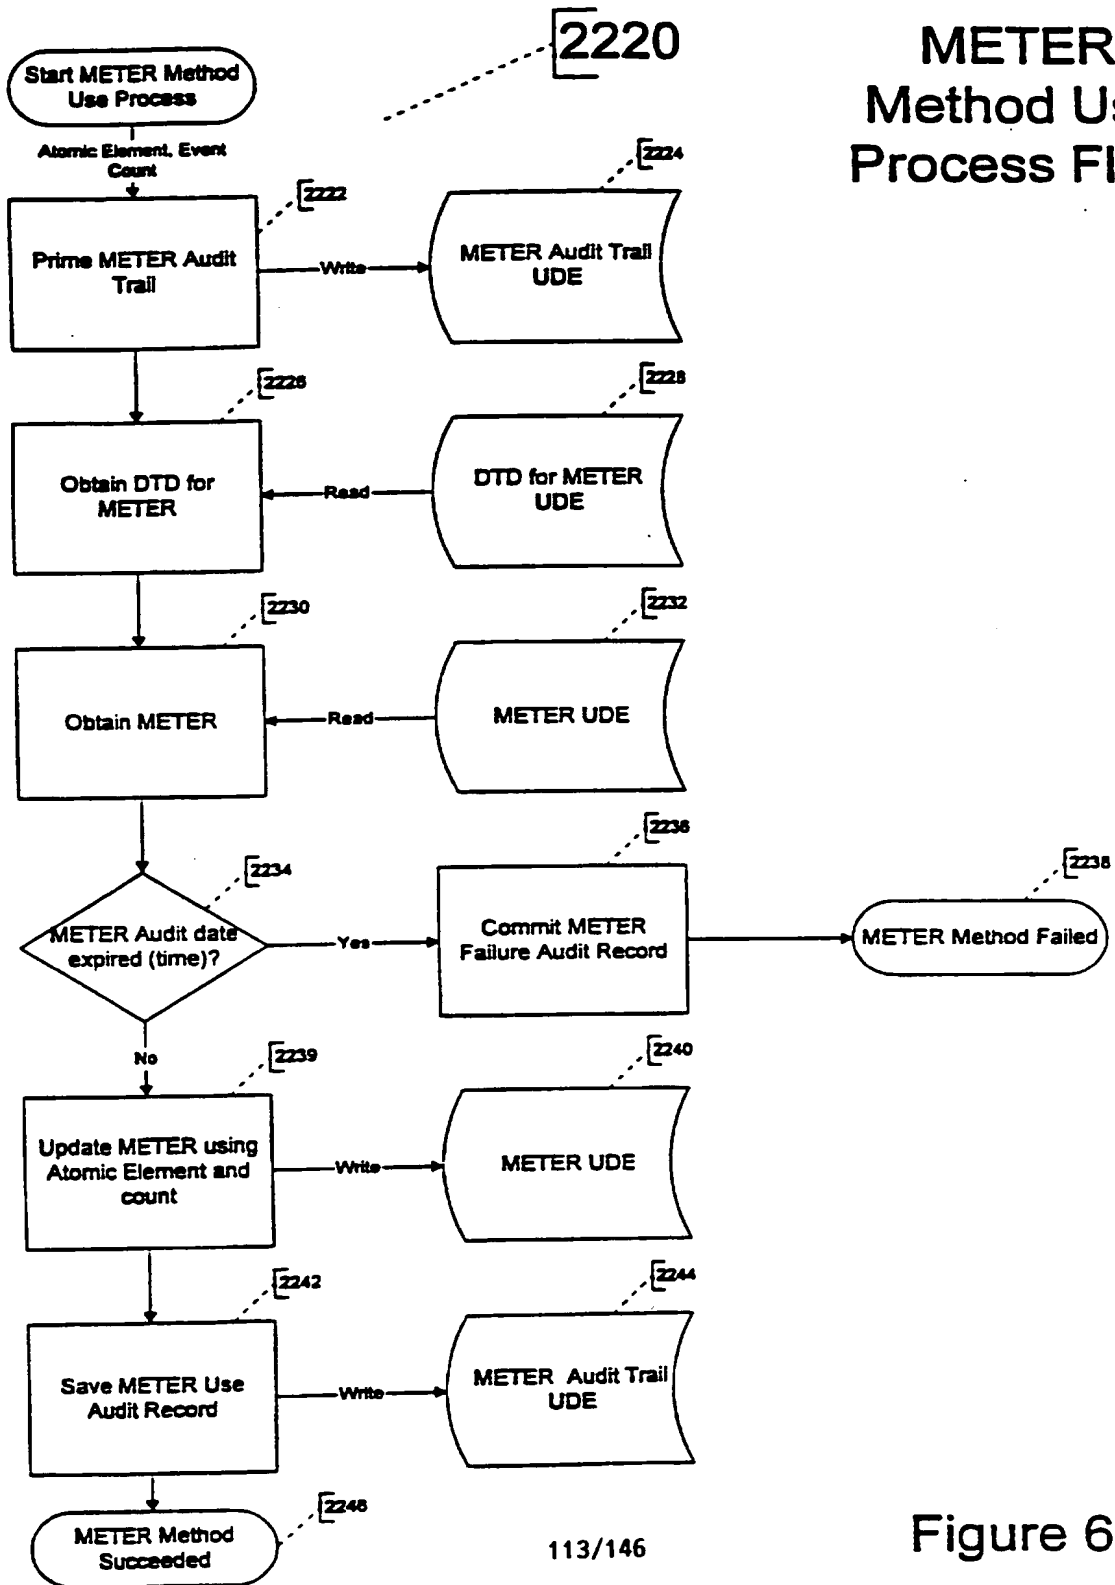 2220
METER
Method Us
Process Fl
Start METER Method
Use Process
Atomic Element, Event
Count
2222
2224
Prime METER Audit
Trail
Write
METER Audit Trail
UDE
2226
2228
Obtain DTD for
METER
Read
DTD for METER
UDE
2230
2232
Obtain METER
Read
METER UDE
2234
2236
2238
METER Audit date
expired (time)?
Yes
Commit METER
Failure Audit Record
METER Method Failed
No
2239
2240
Update METER using
Atomic Element and
count
Write
METER UDE
2242
2244
Save METER Use
Audit Record
Write
METER Audit Trail
UDE
2246
METER Method
Succeeded
113/146
Figure 6